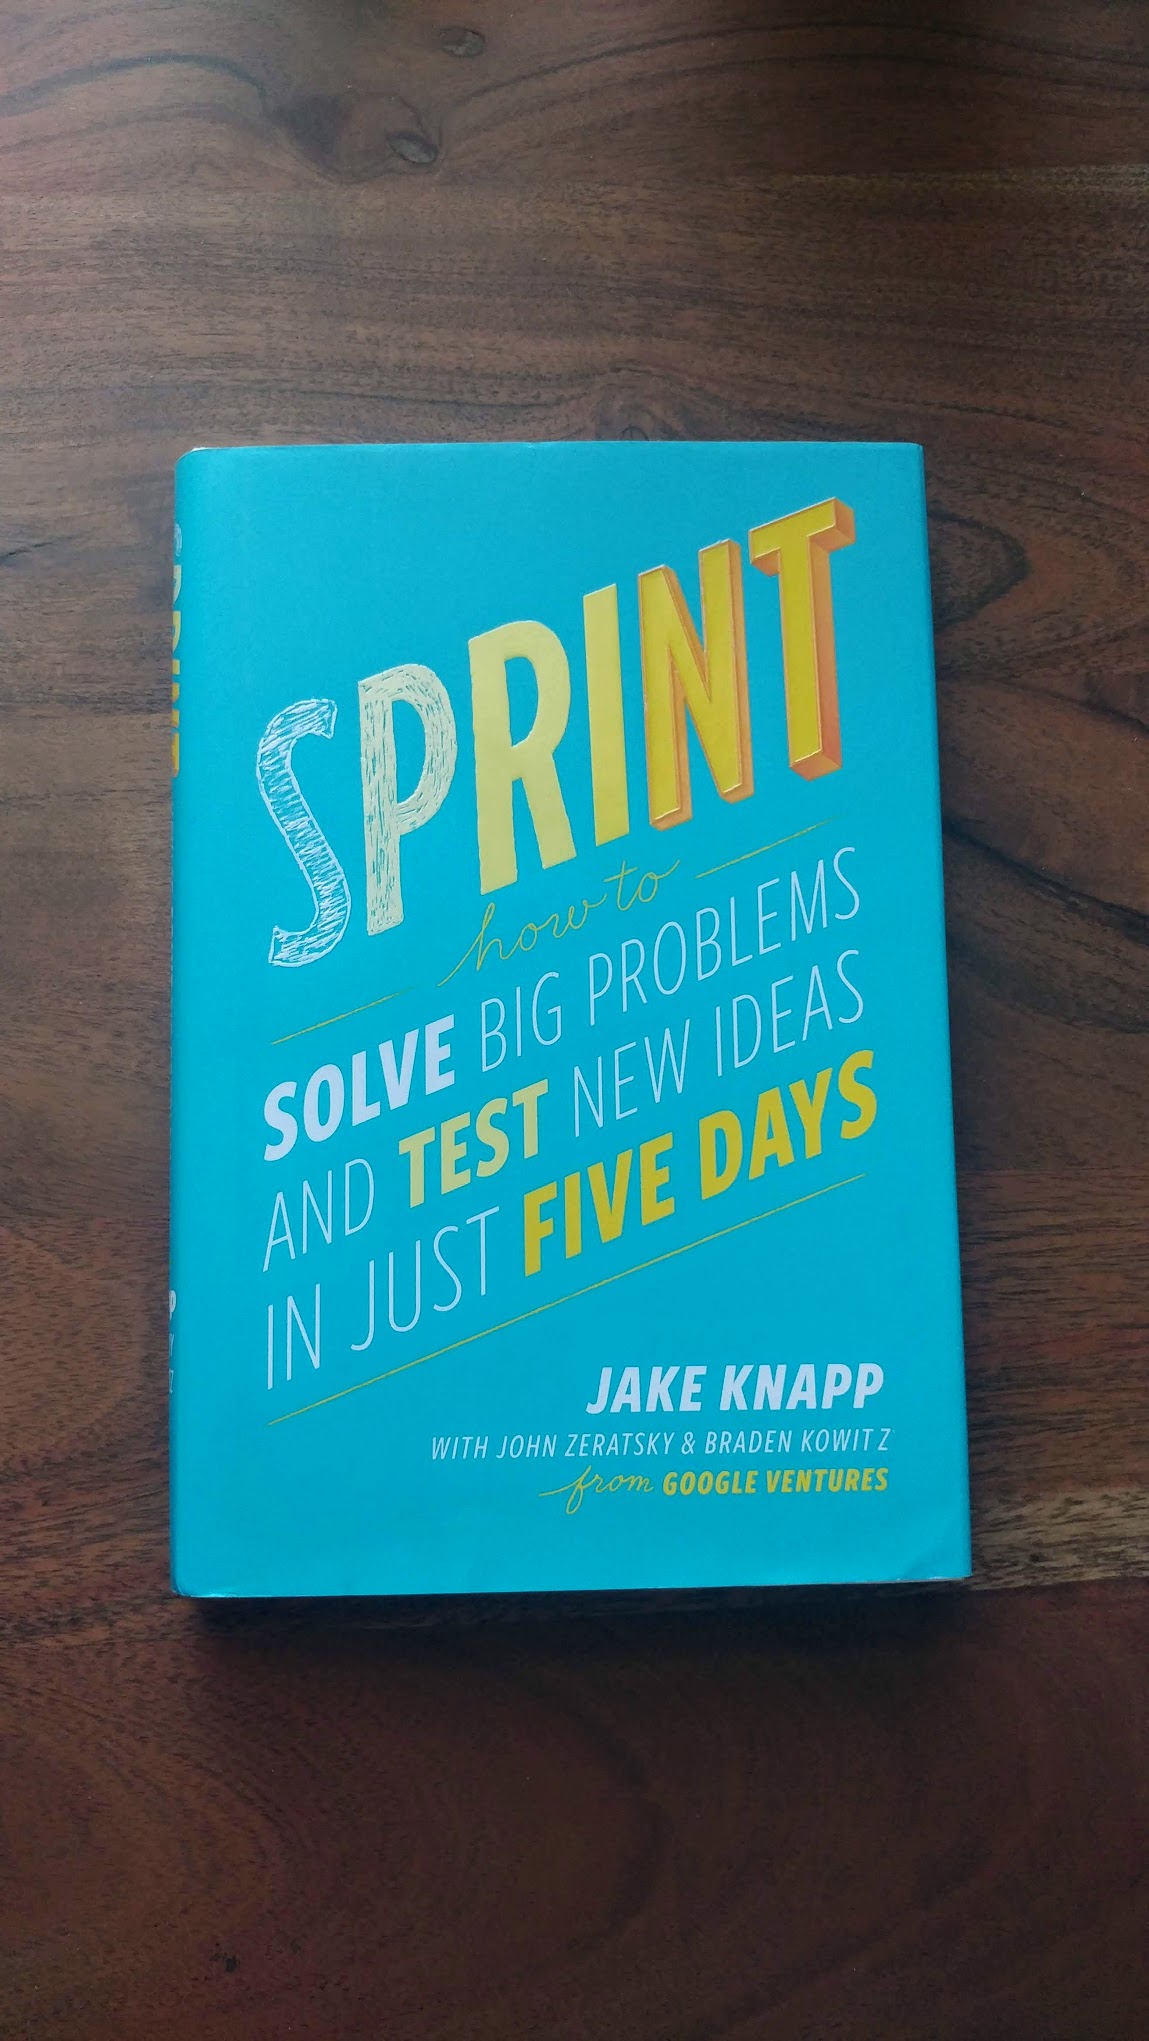 SPRINT
how to
SOLVE BIG PROBLEMS
AND TEST NEW IDEAS
IN JUST FIVE DAYS
JAKE KNAPP
WITH JOHN ZERATSKY & BRADEN KOWITZ
from GOOGLE VENTURES